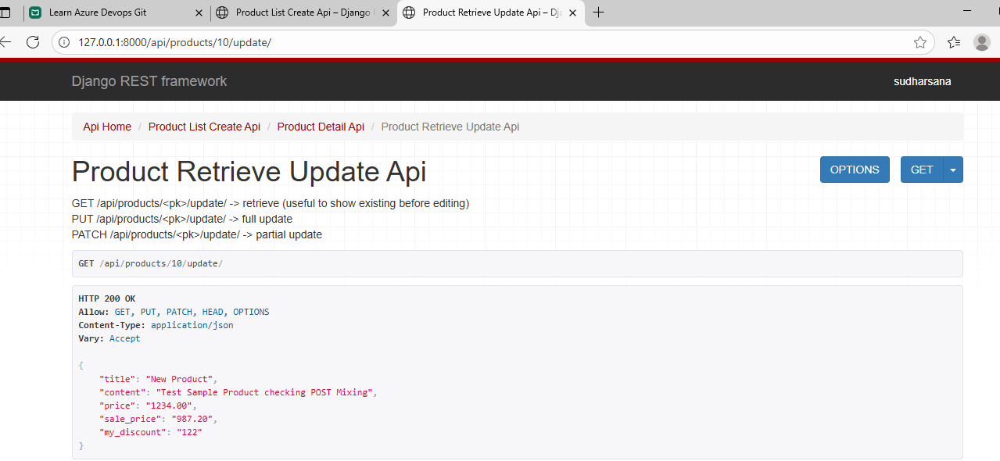 Learn Azure Devops Git
Product List Create Api – Django
Product Retrieve Update Api – Dj
127.0.0.1:8000/api/products/10/update/
Django REST framework
sudharsana
Api Home / Product List Create Api / Product Detail Api / Product Retrieve Update Api
Product Retrieve Update Api
OPTIONS
GET
GET /api/products/<pk>/update/ -> retrieve (useful to show existing before editing)
PUT /api/products/<pk>/update/ -> full update
PATCH /api/products/<pk>/update/ -> partial update
GET /api/products/10/update/
HTTP 200 OK
Allow: GET, PUT, PATCH, HEAD, OPTIONS
Content-Type: application/json
Vary: Accept
{
"title": "New Product",
"content": "Test Sample Product checking POST Mixing",
"price": "1234.00",
"sale_price": "987.20",
"my_discount": "122"
}